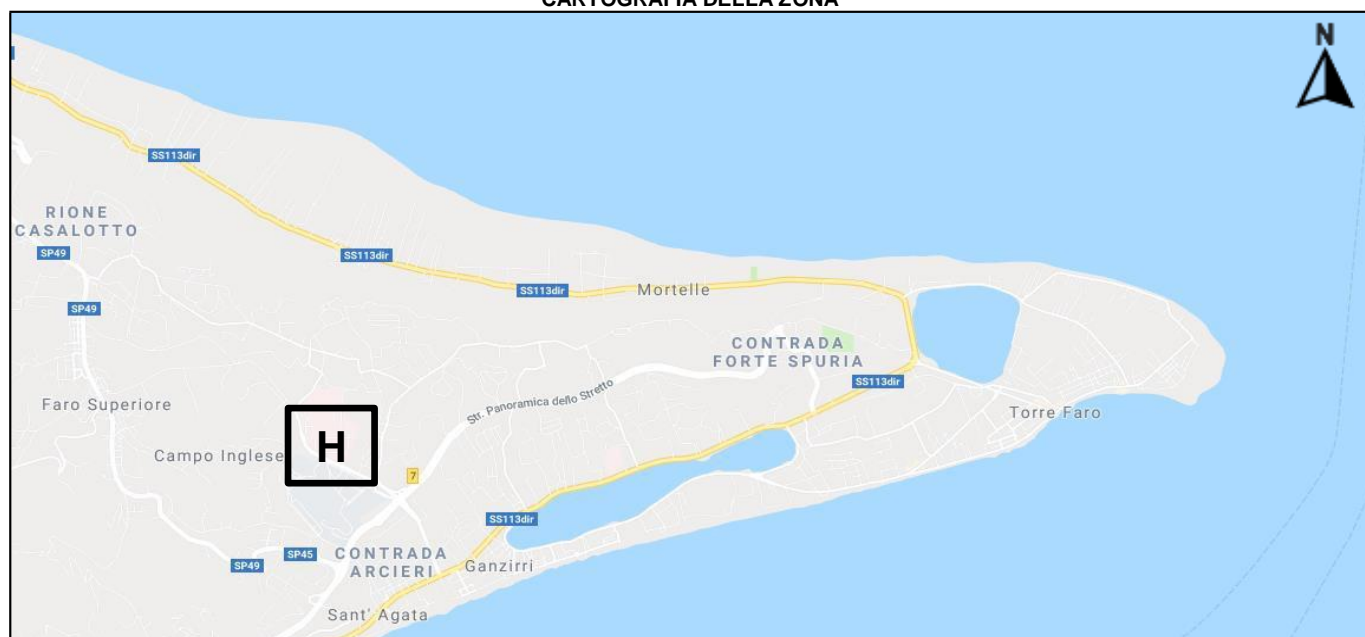 CARTOGRAFIA DELLA ZONA
N
SS113dir
RIONE
CASALOTTO
SP49
SS113dir
SS113dir
Mortelle
SP49
CONTRADA
FORTE SPURIA
SS113dir
Str. Panoramica dello Stretto
Faro Superiore
Torre Faro
H
Campo Inglese
7
SS113dir
SP45
CONTRADA
ARCIERI
SP49
Ganzirri
Sant' Agata